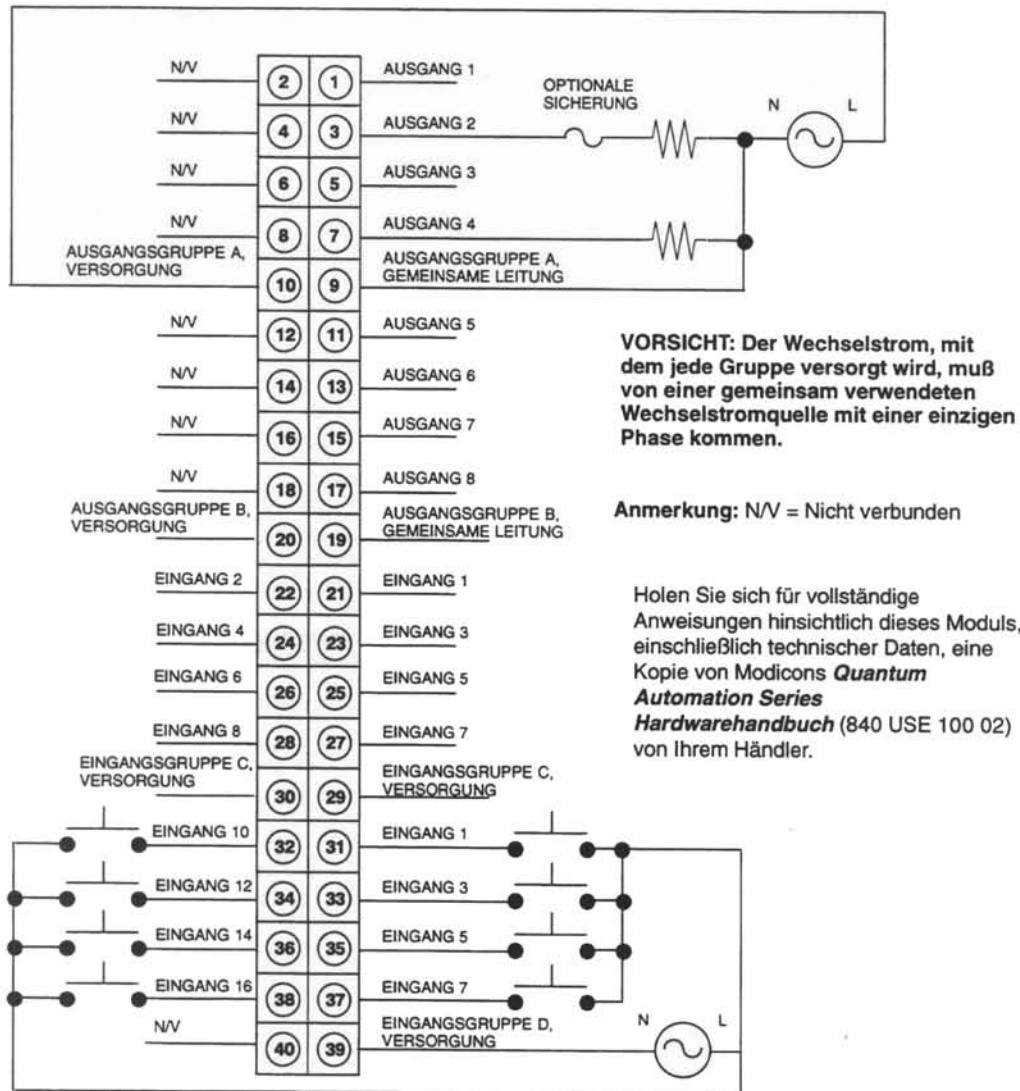 N/V 2 1 AUSGANG 1
OPTIONALE
SICHERUNG
N L
N/V 4 3 AUSGANG 2
N/V 6 5 AUSGANG 3
N/V 8 7 AUSGANG 4
AUSGANGSGRUPPE A,
VERSORGUNG
10 9
AUSGANGSGRUPPE A,
GEMEINSAME LEITUNG
N/V 12 11 AUSGANG 5
N/V 14 13 AUSGANG 6
N/V 16 15 AUSGANG 7
N/V 18 17 AUSGANG 8
AUSGANGSGRUPPE B,
VERSORGUNG
20 19
AUSGANGSGRUPPE B,
GEMEINSAME LEITUNG
EINGANG 2 22 21 EINGANG 1
EINGANG 4 24 23 EINGANG 3
EINGANG 6 26 25 EINGANG 5
EINGANG 8 28 27 EINGANG 7
EINGANGSGRUPPE C,
VERSORGUNG
30 29
EINGANGSGRUPPE C,
VERSORGUNG
EINGANG 10 32 31 EINGANG 1
EINGANG 12 34 33 EINGANG 3
EINGANG 14 36 35 EINGANG 5
EINGANG 16 38 37 EINGANG 7
N/V 40 39
EINGANGSGRUPPE D,
VERSORGUNG
N L
VORSICHT: Der Wechselstrom, mit
dem jede Gruppe versorgt wird, muß
von einer gemeinsam verwendeten
Wechselstromquelle mit einer einzigen
Phase kommen.
Anmerkung: N/V = Nicht verbunden
Holen Sie sich für vollständige
Anweisungen hinsichtlich dieses Moduls,
einschließlich technischer Daten, eine
Kopie von Modicons Quantum
Automation Series
Hardwarehandbuch (840 USE 100 02)
von Ihrem Händler.